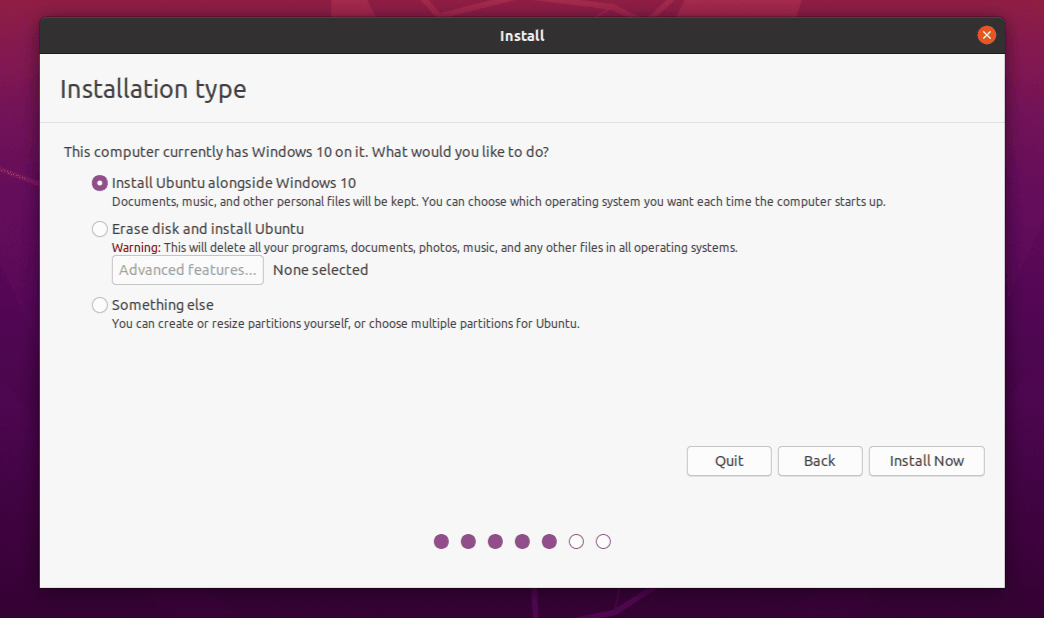 Install
Installation type
This computer currently has Windows 10 on it. What would you like to do?
Install Ubuntu alongside Windows 10
Documents, music, and other personal files will be kept. You can choose which operating system you want each time the computer starts up.
Erase disk and install Ubuntu
Warning: This will delete all your programs, documents, photos, music, and any other files in all operating systems.
Advanced features... None selected
Something else
You can create or resize partitions yourself, or choose multiple partitions for Ubuntu.
Quit Back Install Now